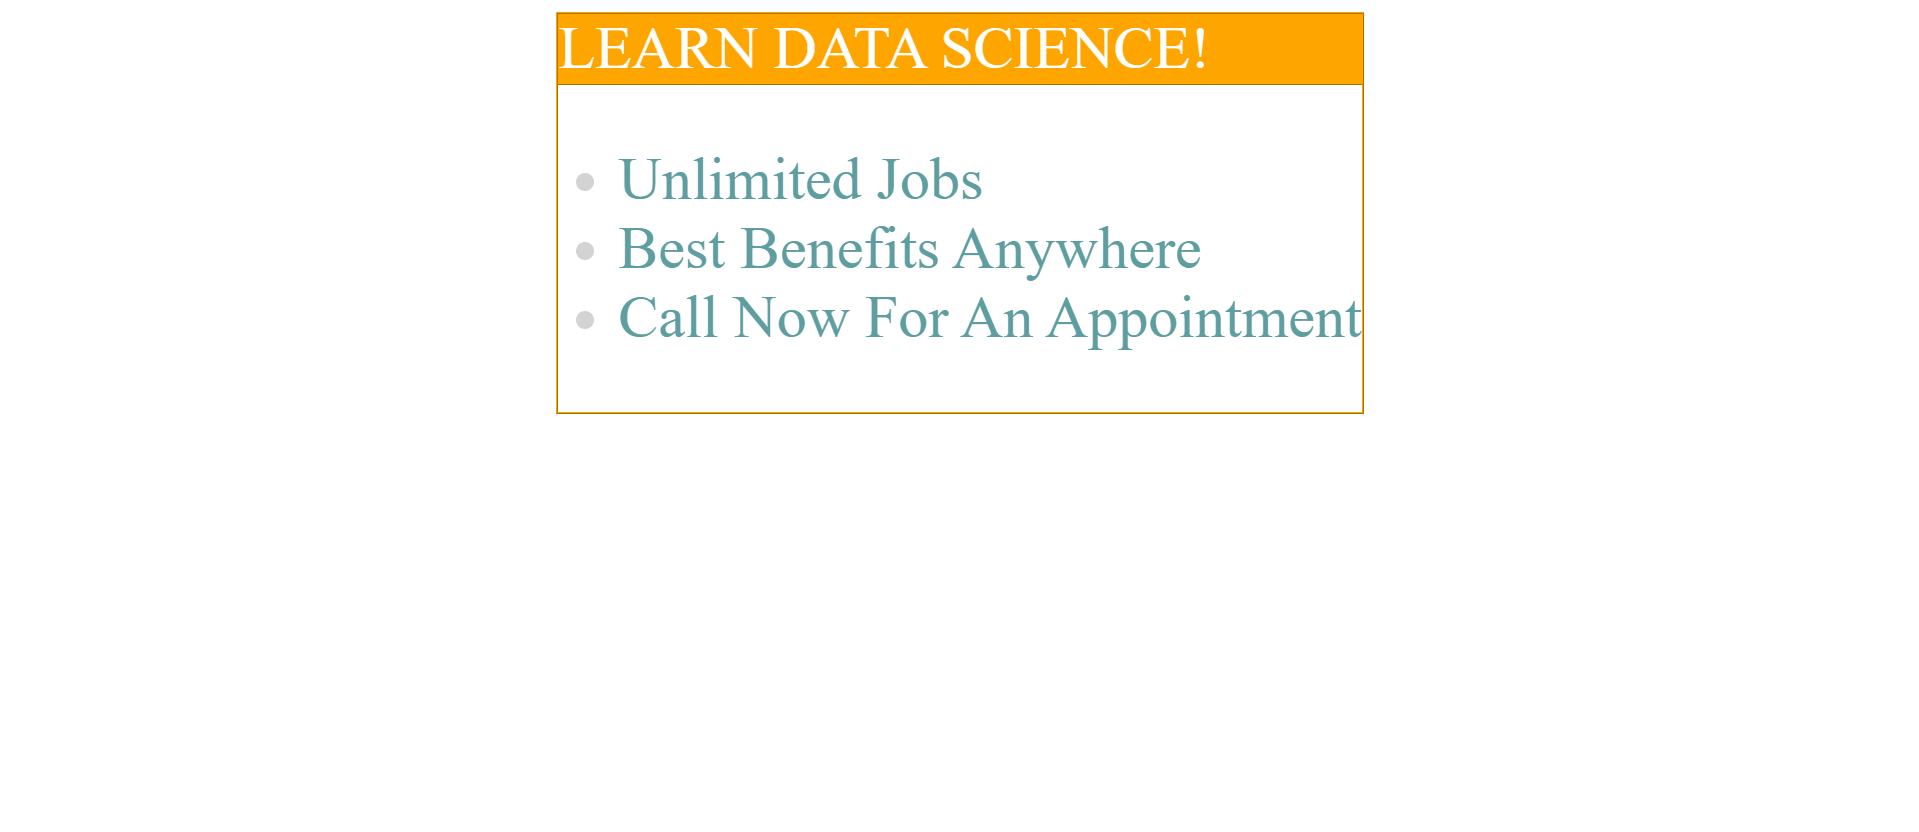 LEARN DATA SCIENCE!
Unlimited Jobs
Best Benefits Anywhere
Call Now For An Appointment